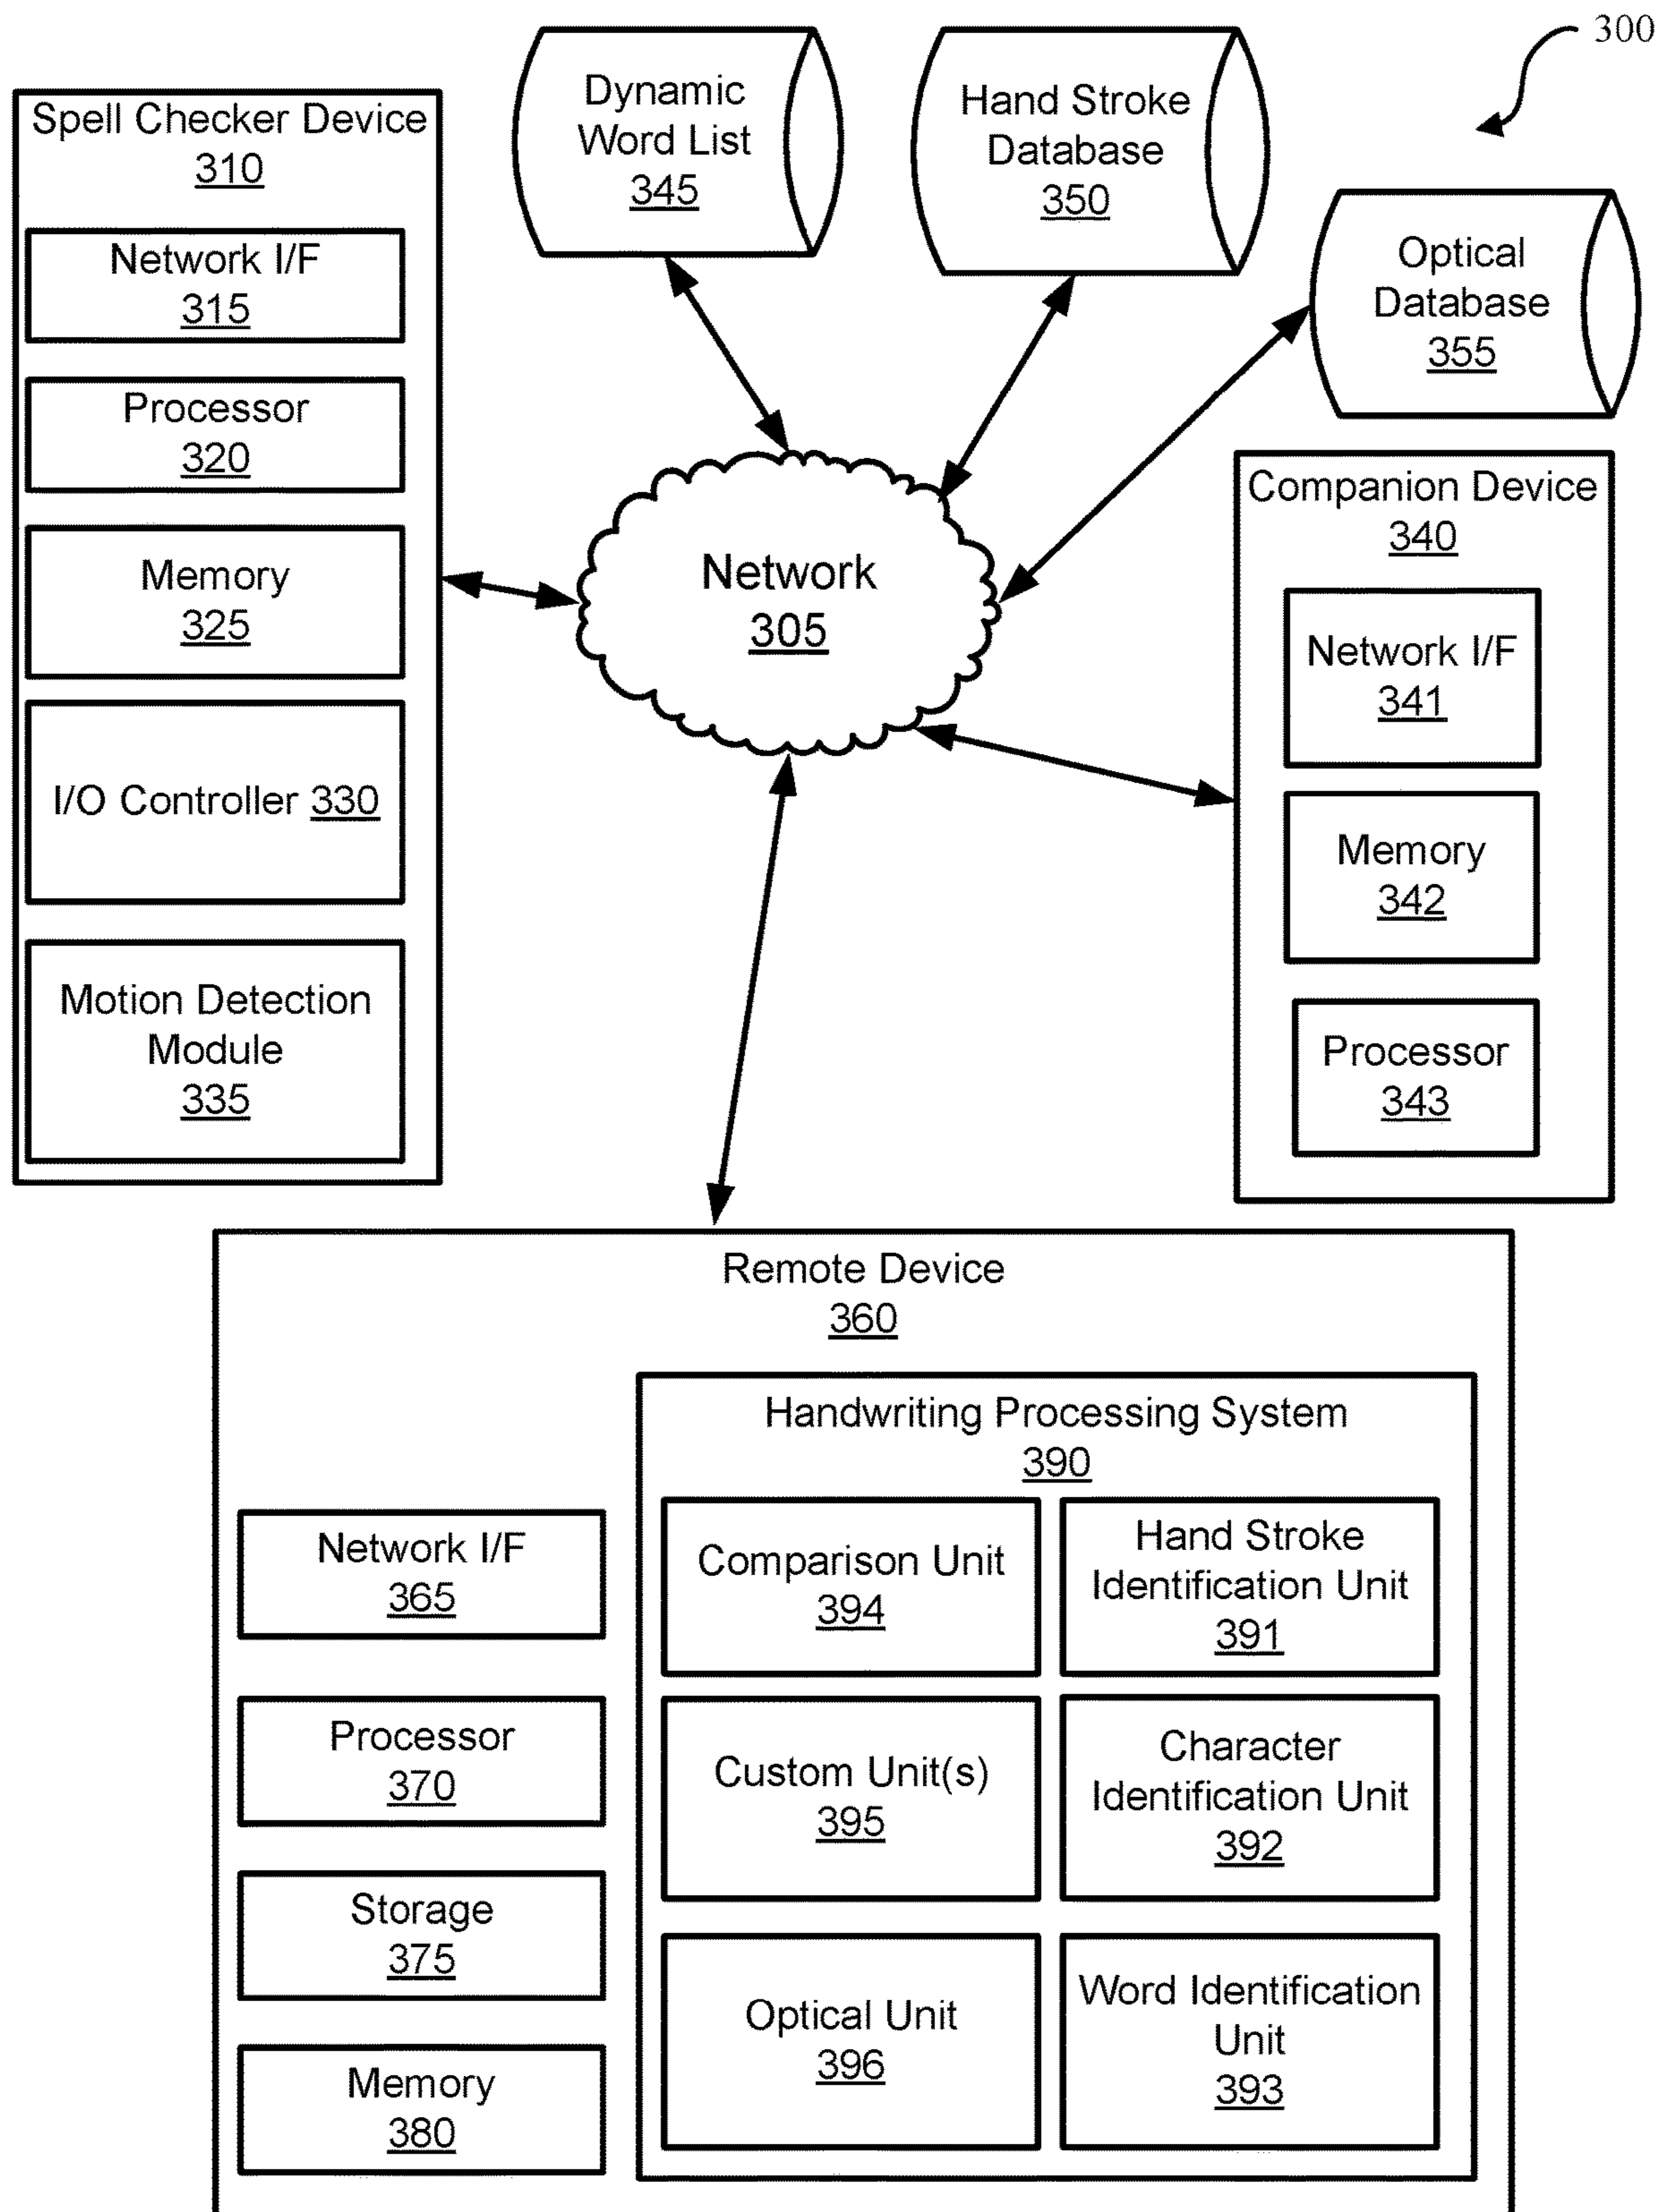 300
Spell Checker Device
310
Network I/F
315
Processor
320
Memory
325
I/O Controller 330
Motion Detection
Module
335
Dynamic
Word List
345
Hand Stroke
Database
350
Optical
Database
355
Network
305
Companion Device
340
Network I/F
341
Memory
342
Processor
343
Remote Device
360
Network I/F
365
Processor
370
Storage
375
Memory
380
Handwriting Processing System
390
Comparison Unit
394
Hand Stroke
Identification Unit
391
Custom Unit(s)
395
Character
Identification Unit
392
Optical Unit
396
Word Identification
Unit
393